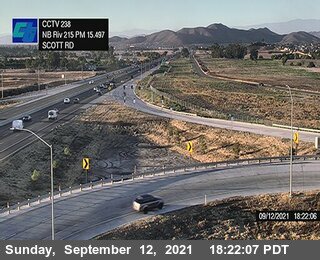 CCTV 238
NB Riv 215 PM 15.497
SCOTT RD
09/12/2021 18:22:06
Sunday, September 12, 2021 18:22:07 PDT